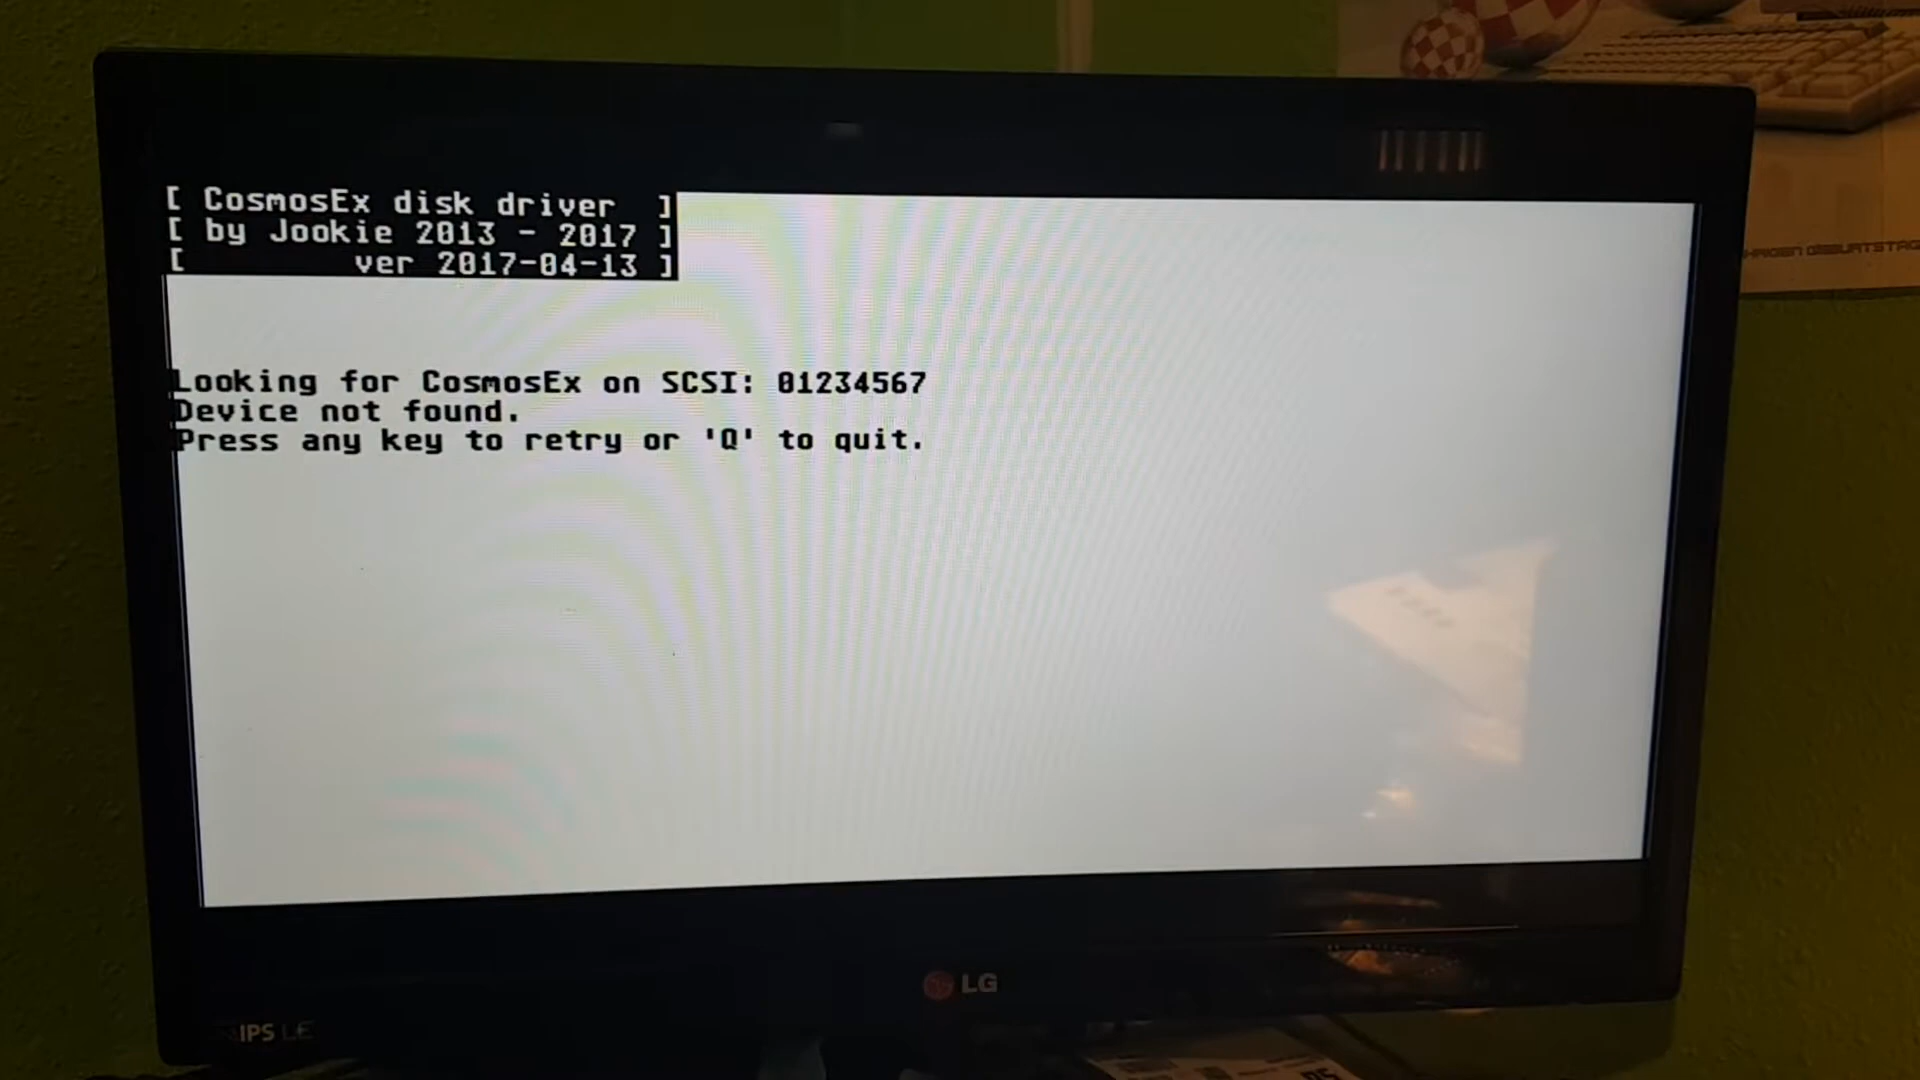 [ CosmosEx disk driver  ]
[ by Jookie 2013 - 2017 ]
[        ver 2017-04-13 ]
Looking for CosmosEx on SCSI: 01234567
Device not found.
Press any key to retry or 'Q' to quit.
LG
IPS LE